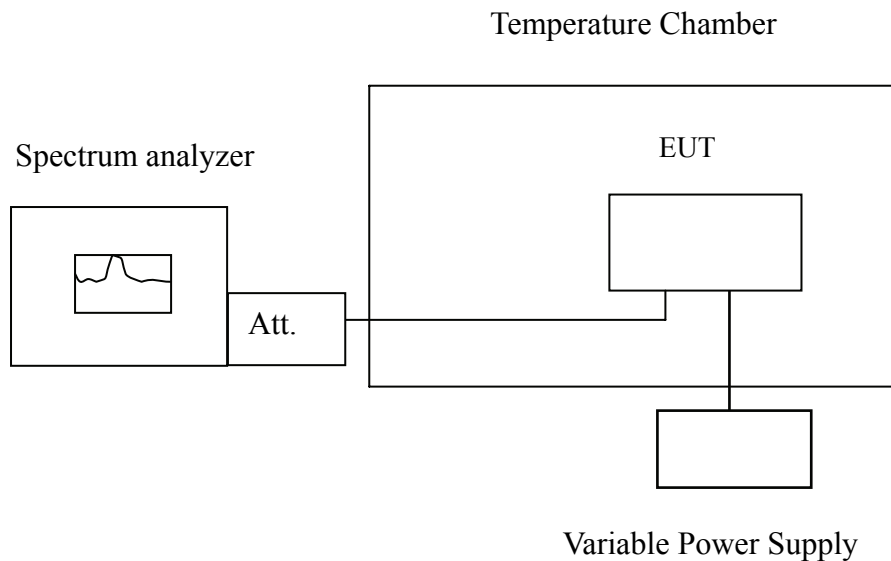 Temperature Chamber
Spectrum analyzer
EUT
Att.
Variable Power Supply